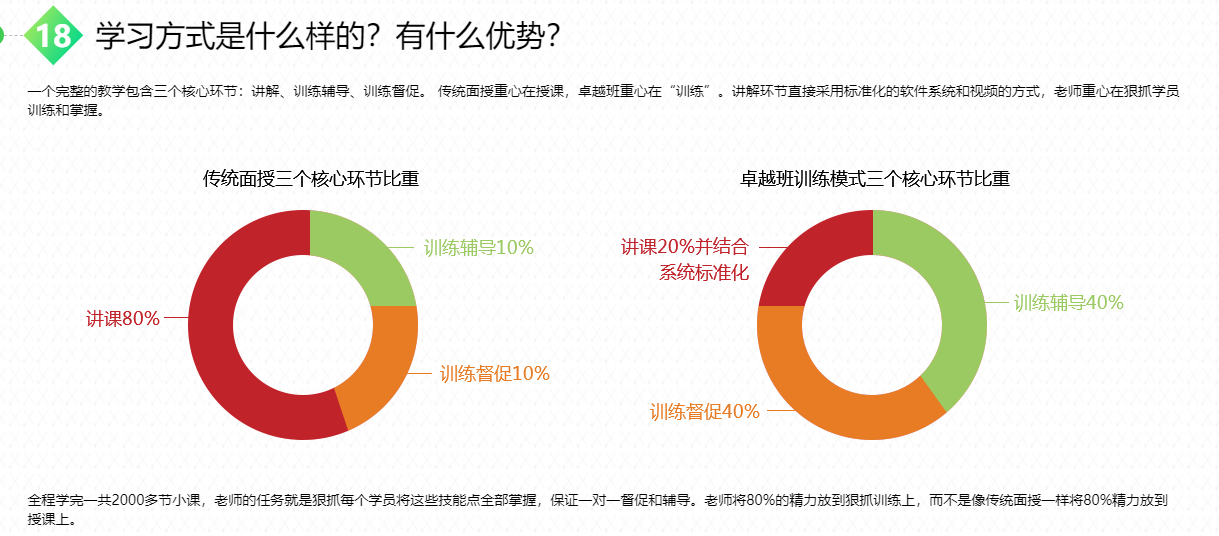 18 学习方式是什么样的？有什么优势？
一个完整的教学包含三个核心环节：讲解、训练辅导、训练督促。 传统面授重心在授课，卓越班重心在“训练”。讲解环节直接采用标准化的软件系统和视频的方式，老师重心在狠抓学员
训练和掌握。
传统面授三个核心环节比重
训练辅导10%
讲课80%
训练督促10%
卓越班训练模式三个核心环节比重
讲课20%并结合
系统标准化
训练辅导40%
训练督促40%
全程学完一共2000多节小课，老师的任务就是狠抓每个学员将这些技能点全部掌握，保证一对一督促和辅导。老师将80%的精力放到狠抓训练上，而不是像传统面授一样将80%精力放到
授课上。